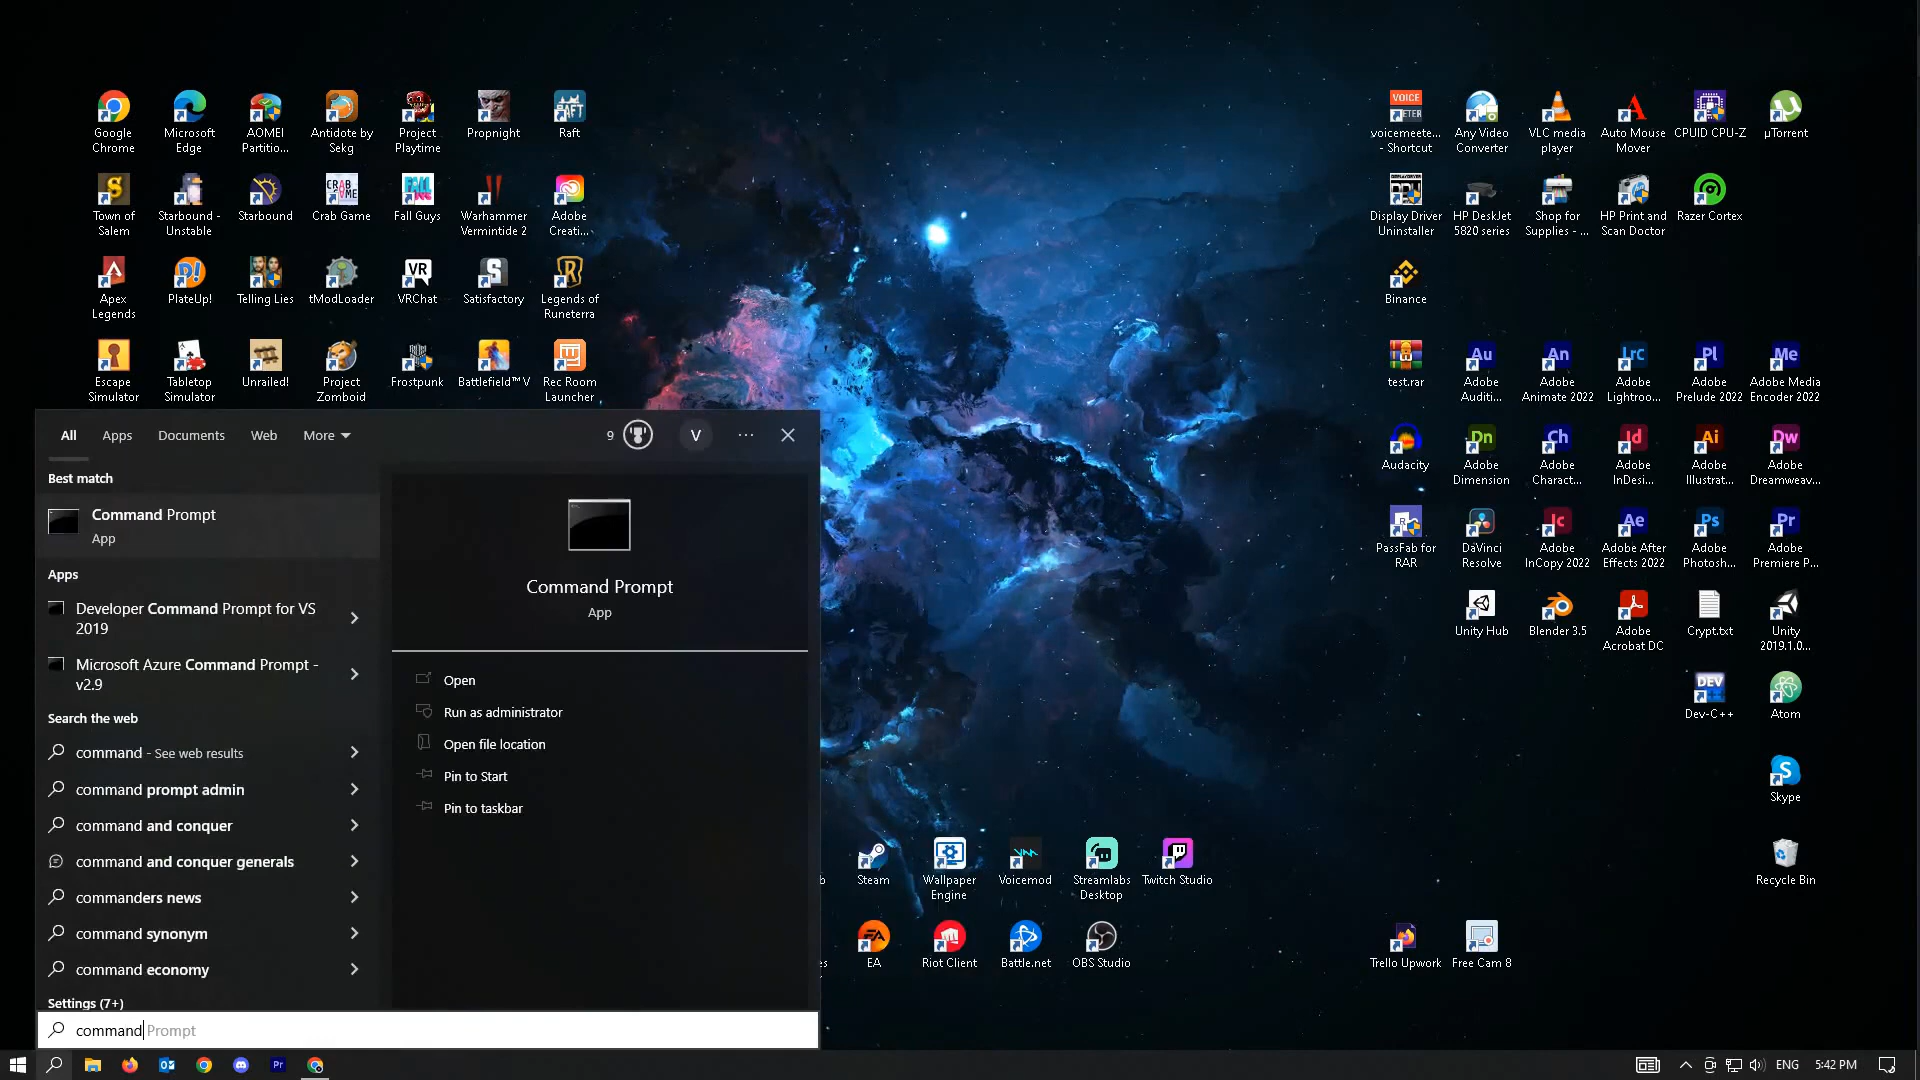 Google
Chrome
Microsoft
Edge
AOMEI
Partitio...
Antidote by
Sekg
Project
Playtime
Propnight
Raft
Town of
Salem
Starbound -
Unstable
Starbound
Crab Game
Fall Guys
Warhammer
Vermintide 2
Adobe
Creati...
Apex
Legends
PlateUp!
Telling Lies
tModLoader
VRChat
Satisfactory
Legends of
Runeterra
Escape
Simulator
Tabletop
Simulator
Unrailed!
Project
Zomboid
Frostpunk
Battlefield™ V
Rec Room
Launcher
voicemeete...
- Shortcut
Any Video
Converter
VLC media
player
Auto Mouse
Mover
CPUID CPU-Z
µTorrent
Display Driver
Uninstaller
HP DeskJet
5820 series
Shop for
Supplies - ...
HP Print and
Scan Doctor
Razer Cortex
Binance
test.rar
Adobe
Auditi...
Adobe
Animate 2022
Adobe
Lightroo...
Adobe
Prelude 2022
Adobe Media
Encoder 2022
Audacity
Adobe
Dimension
Adobe
Charact...
Adobe
InDesi...
Adobe
Illustrat...
Adobe
Dreamweav...
PassFab for
RAR
DaVinci
Resolve
Adobe
InCopy 2022
Adobe After
Effects 2022
Adobe
Photosh...
Adobe
Premiere P...
Unity Hub
Blender 3.5
Adobe
Acrobat DC
Crypt.txt
Unity
2019.1.0...
Dev-C++
Atom
Skype
Recycle Bin
All
Apps
Documents
Web
More
9
V
Best match
Command Prompt
App
Apps
Developer Command Prompt for VS
2019
Microsoft Azure Command Prompt -
v2.9
Search the web
command - See web results
command prompt admin
command and conquer
command and conquer generals
commanders news
command synonym
command economy
Settings (7+)
command Prompt
Command Prompt
App
Open
Run as administrator
Open file location
Pin to Start
Pin to taskbar
Steam
Wallpaper
Engine
Voicemod
Streamlabs
Desktop
Twitch Studio
EA
Riot Client
Battle.net
OBS Studio
Trello Upwork
Free Cam 8
ENG
5:42 PM